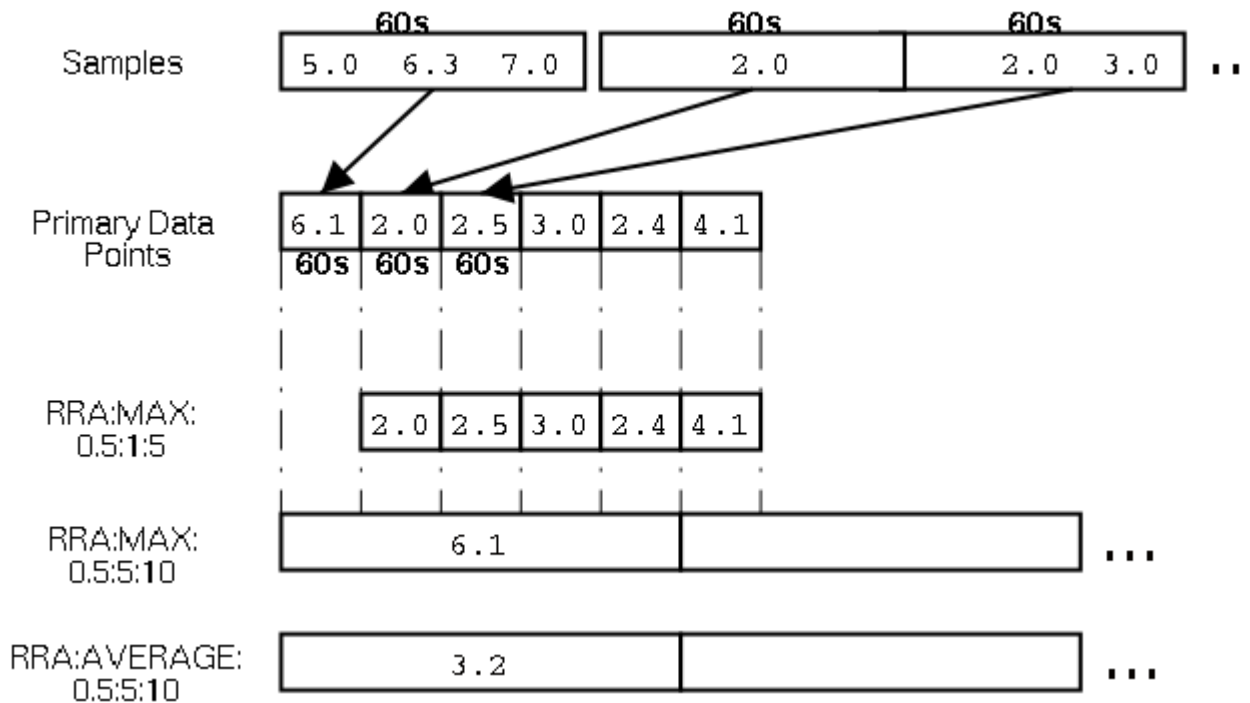 60s 60s 60s
Samples 5.0 6.3 7.0 2.0 2.0 3.0 ..
Primary Data
Points
6.1 2.0 2.5 3.0 2.4 4.1
60s 60s 60s
RRA:MAX:
0.5:1:5
2.0 2.5 3.0 2.4 4.1
RRA:MAX:
0.5:5:10
6.1 ...
RRA:AVERAGE:
0.5:5:10
3.2 ...